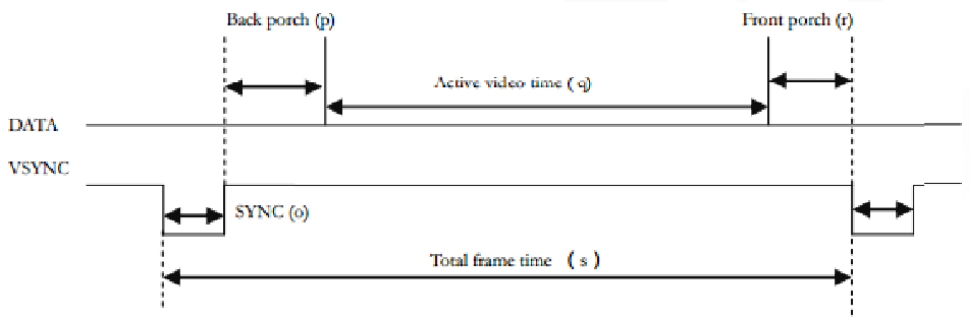 Back porch (p)
Front porch (r)
Active video time ( q)
DATA
VSYNC
SYNC (o)
Total frame time ( s )